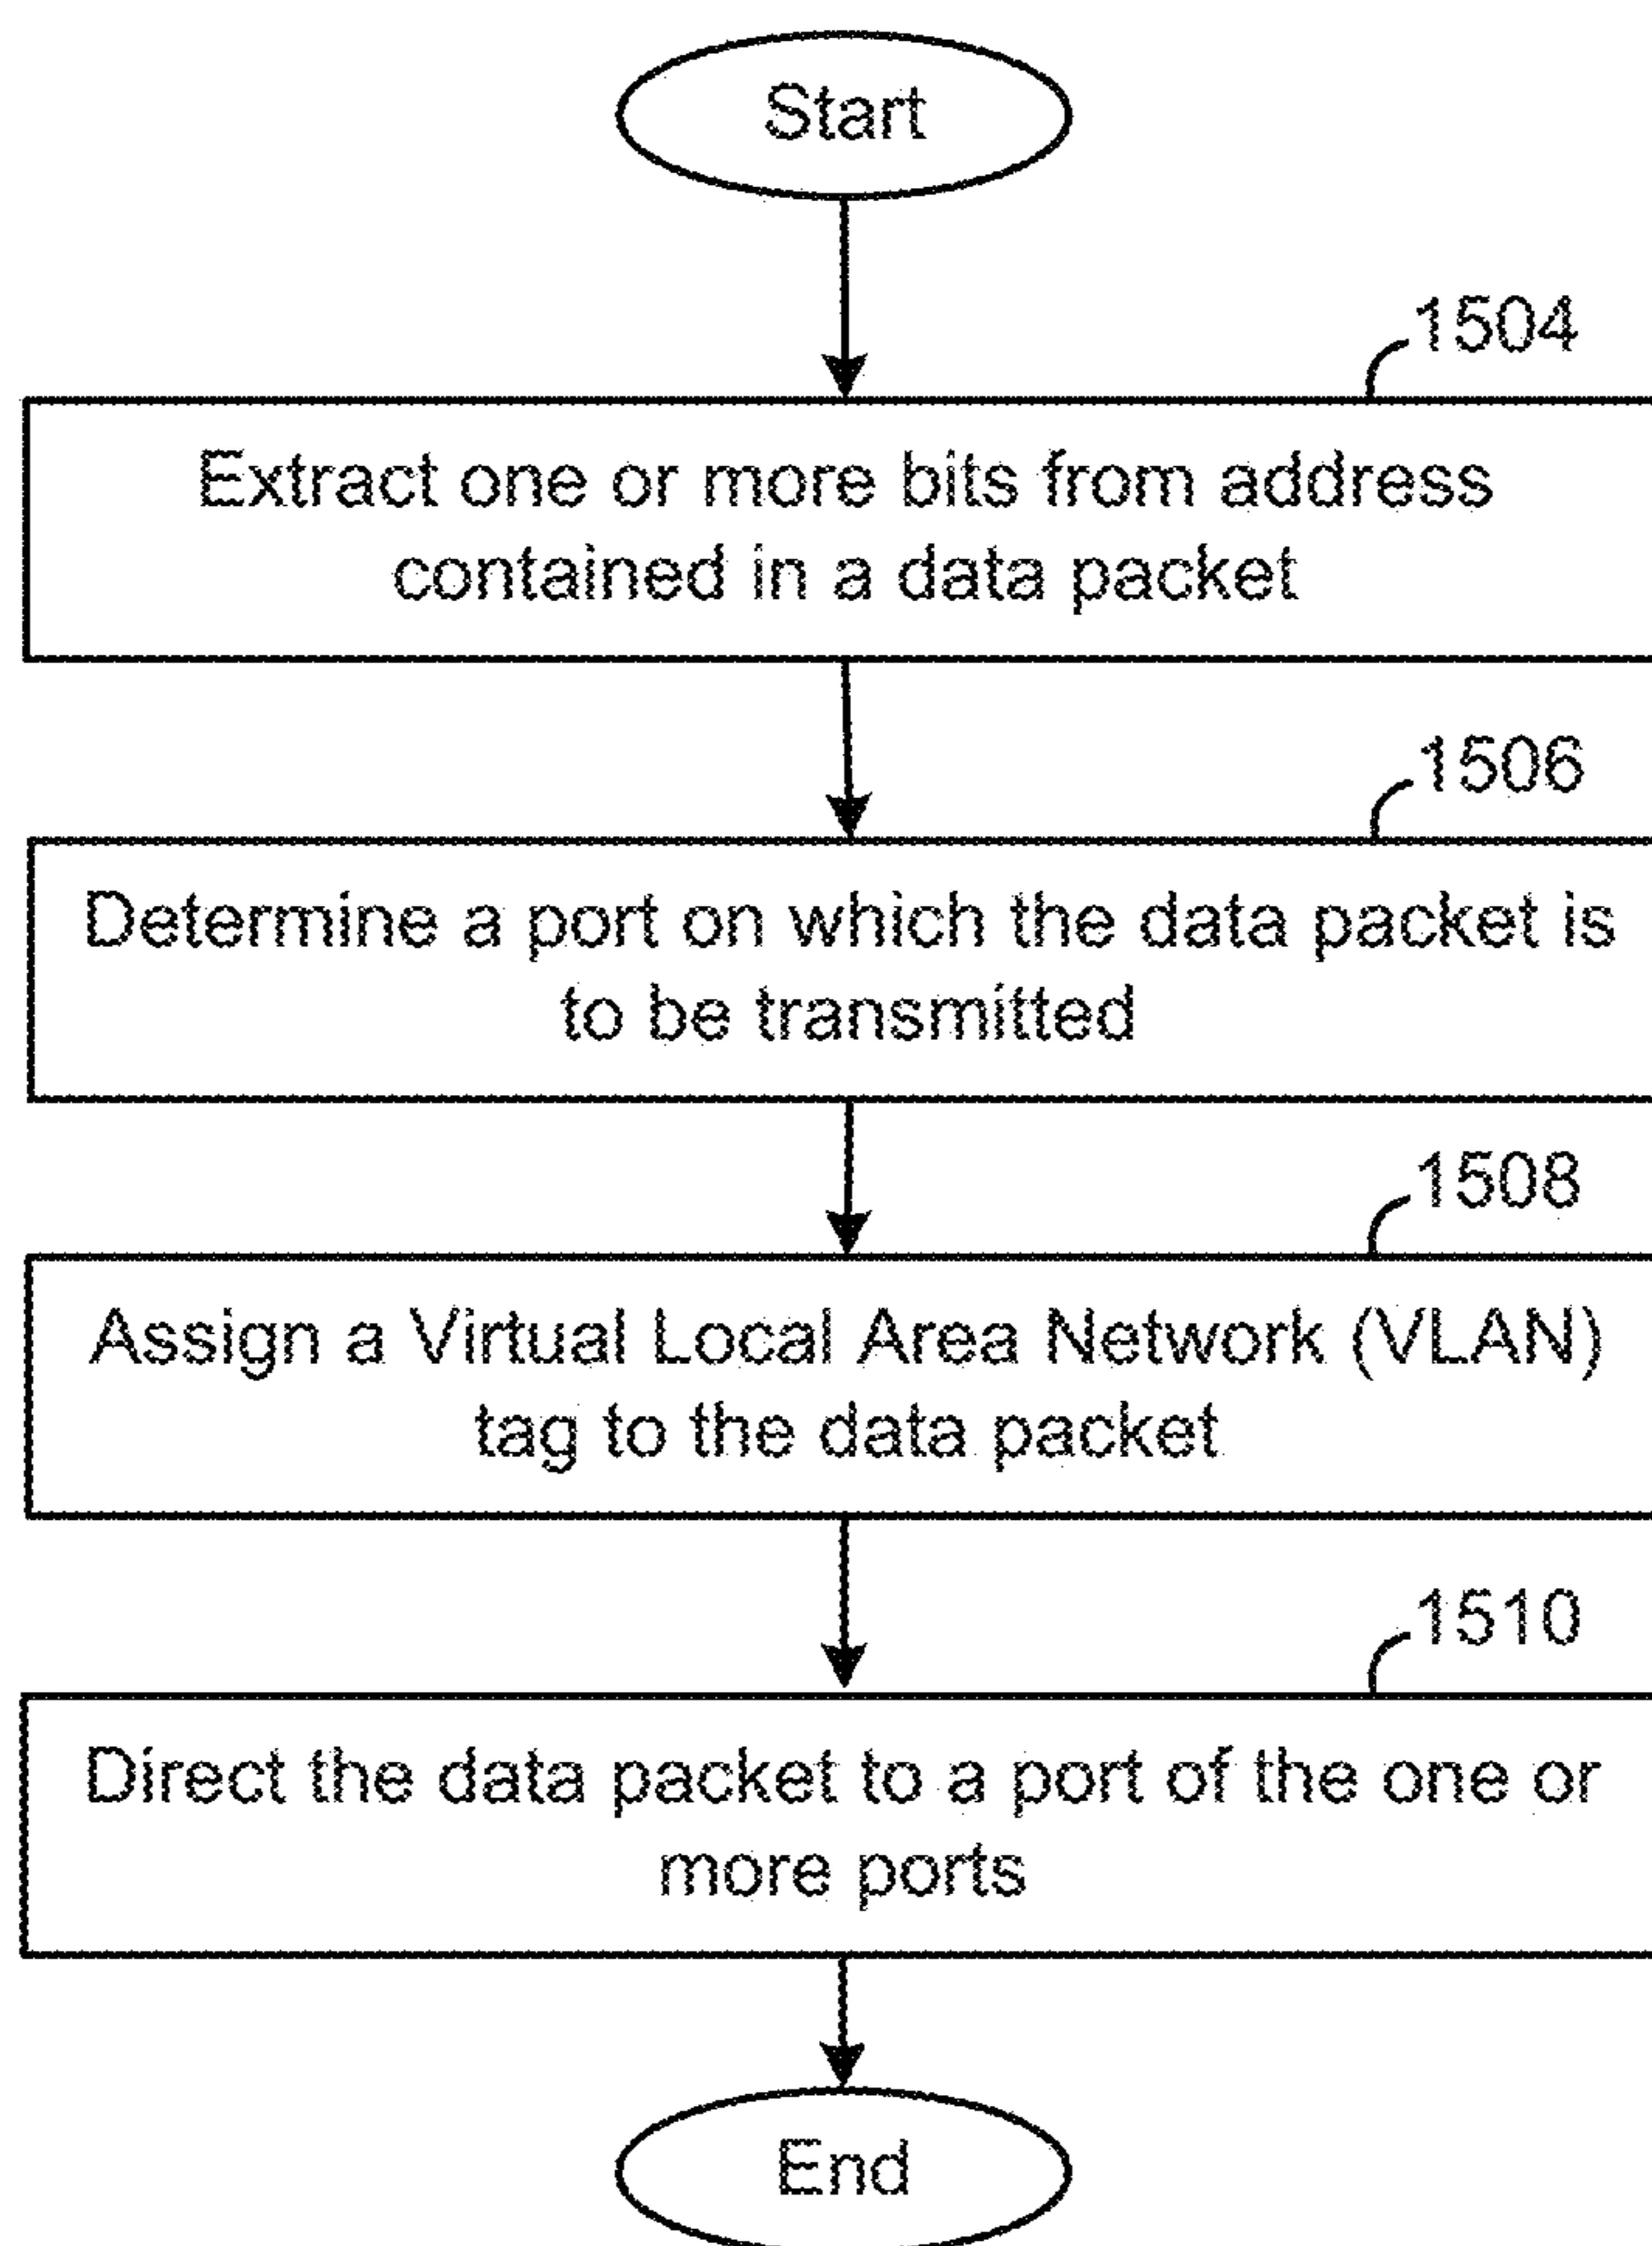 Start
1504
Extract one or more bits from address
contained in a data packet
1506
Determine a port on which the data packet is
to be transmitted
1508
Assign a Virtual Local Area Network (VLAN)
tag to the data packet
1510
Direct the data packet to a port of the one or
more ports
End